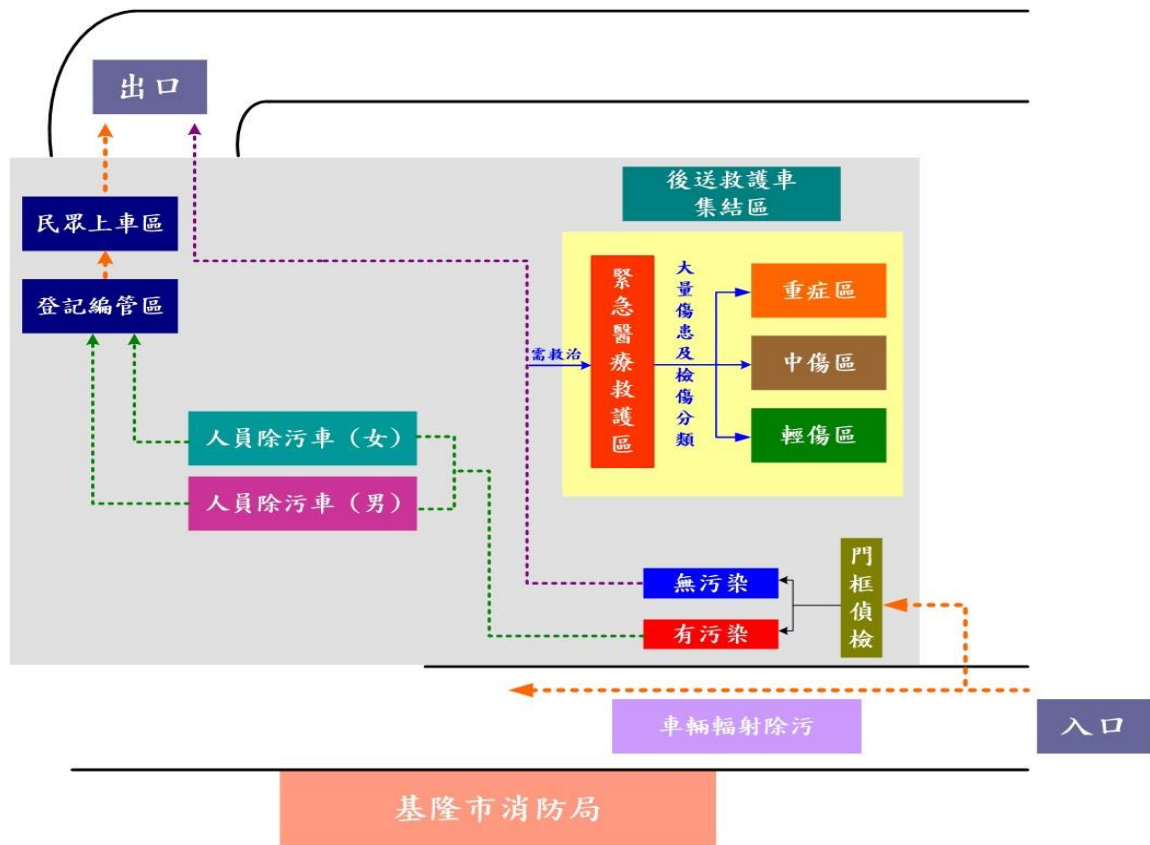 出口
後送救護車
集結區
民眾上車區
登記編管區
緊急醫療救護區
大量傷患及檢傷分類
重症區
中傷區
輕傷區
需救治
人員除污車（女）
人員除污車（男）
無污染
有污染
門框偵檢
車輛輻射除污
入口
基隆市消防局